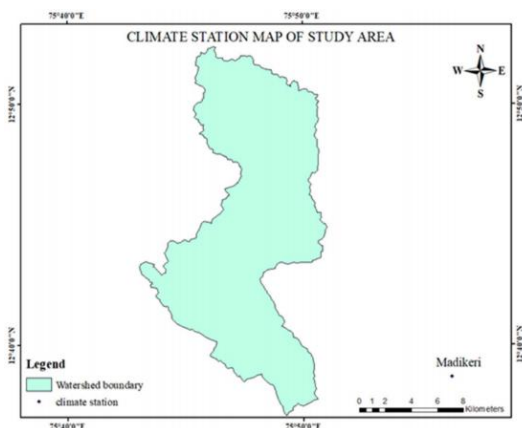 75°40'0"E 75°50'0"E
CLIMATE STATION MAP OF STUDY AREA
N
W E
S
12°50'0"N 12°50'0"N
12°40'0"N 12°40'0"N
Legend
Watershed boundary
climate station
Madikeri
0 1 2 4 6 8
Kilometers
75°40'0"E 75°50'0"E